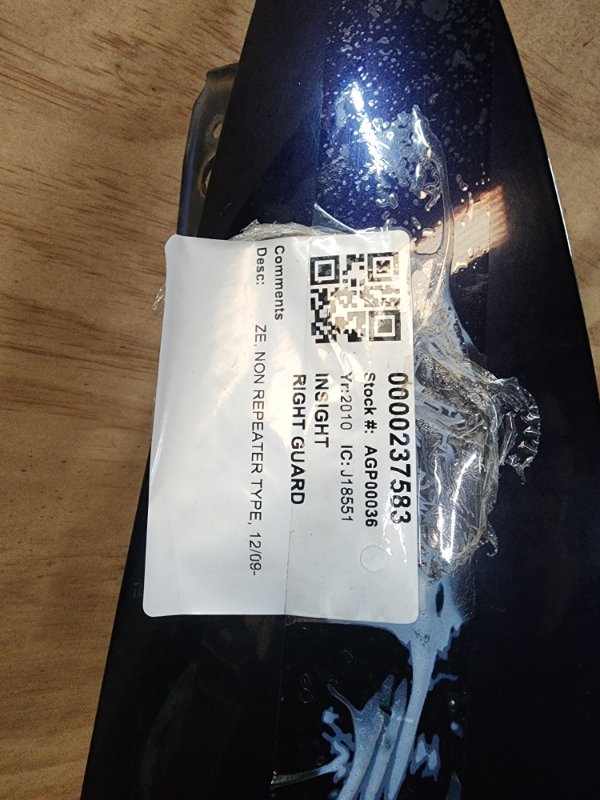 0000237583
Stock #: AGP00036
Yr:2010 IC:J18551
INSIGHT
RIGHT GUARD
Comments
Desc: ZE, NON REPEATER TYPE, 12/09-